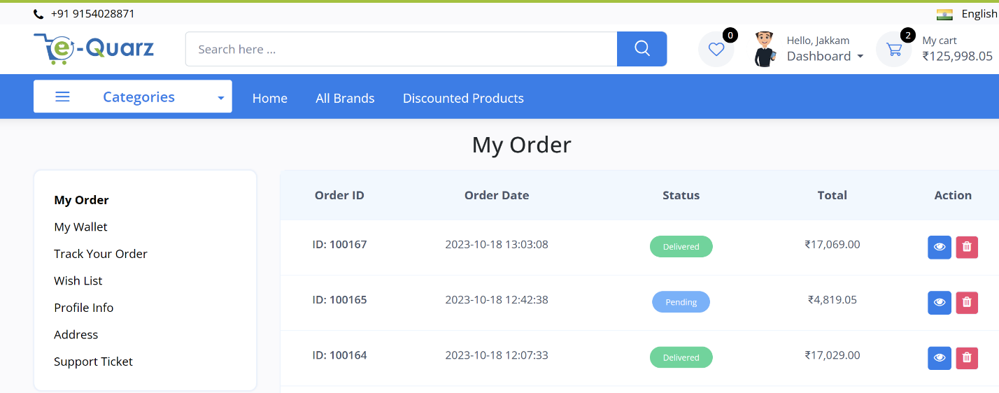 +91 9154028871
English
e-Quarz
Search here ...
0
Hello, Jakkam
Dashboard
2
My cart
₹125,998.05
Categories
Home
All Brands
Discounted Products
My Order
My Order
My Wallet
Track Your Order
Wish List
Profile Info
Address
Support Ticket
Order ID Order Date Status Total Action
ID: 100167 2023-10-18 13:03:08 Delivered ₹17,069.00
ID: 100165 2023-10-18 12:42:38 Pending ₹4,819.05
ID: 100164 2023-10-18 12:07:33 Delivered ₹17,029.00